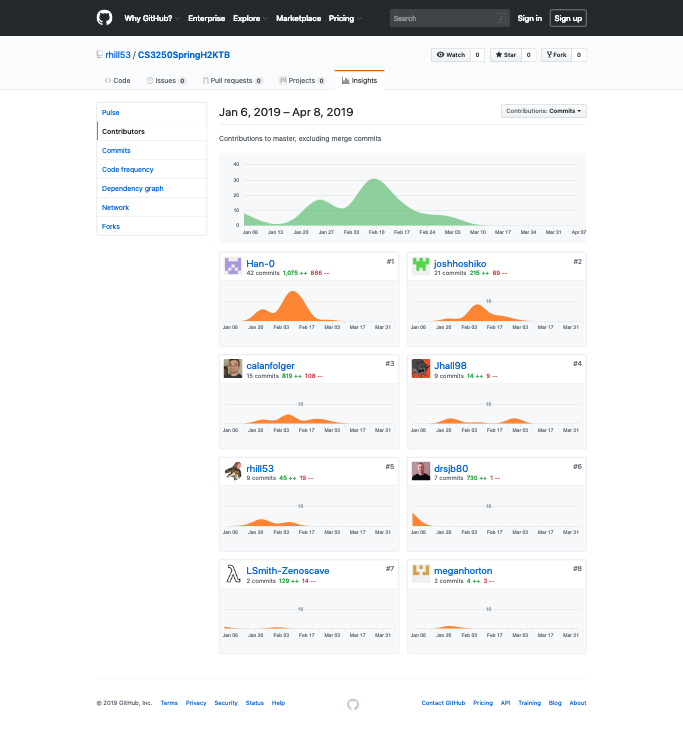 Why GitHub? Enterprise Explore Marketplace Pricing Search / Sign in Sign up
rhill53 / CS3250SpringH2KTB Watch 0 Star 0 Fork 0
Code Issues 0 Pull requests 0 Projects 0 Insights
Pulse
Contributors
Commits
Code frequency
Dependency graph
Network
Forks
Jan 6, 2019 – Apr 8, 2019 Contributions: Commits
Contributions to master, excluding merge commits
40
30
20
10
0
Jan 06 Jan 13 Jan 20 Jan 27 Feb 03 Feb 10 Feb 17 Feb 24 Mar 03 Mar 10 Mar 17 Mar 24 Mar 31 Apr 07
Han-0 #1
42 commits 1,075 ++ 866 --
Jan 06 Jan 20 Feb 03 Feb 17 Mar 03 Mar 17 Mar 31
joshhoshiko #2
21 commits 215 ++ 89 --
10
Jan 06 Jan 20 Feb 03 Feb 17 Mar 03 Mar 17 Mar 31
calanfolger #3
15 commits 819 ++ 108 --
10
Jan 06 Jan 20 Feb 03 Feb 17 Mar 03 Mar 17 Mar 31
Jhall98 #4
9 commits 14 ++ 9 --
10
Jan 06 Jan 20 Feb 03 Feb 17 Mar 03 Mar 17 Mar 31
rhill53 #5
9 commits 45 ++ 19 --
10
Jan 06 Jan 20 Feb 03 Feb 17 Mar 03 Mar 17 Mar 31
drsjb80 #6
7 commits 730 ++ 1 --
10
Jan 06 Jan 20 Feb 03 Feb 17 Mar 03 Mar 17 Mar 31
LSmith-Zenoscave #7
2 commits 129 ++ 14 --
10
Jan 06 Jan 20 Feb 03 Feb 17 Mar 03 Mar 17 Mar 31
meganhorton #8
2 commits 4 ++ 3 --
10
Jan 06 Jan 20 Feb 03 Feb 17 Mar 03 Mar 17 Mar 31
© 2019 GitHub, Inc. Terms Privacy Security Status Help Contact GitHub Pricing API Training Blog About